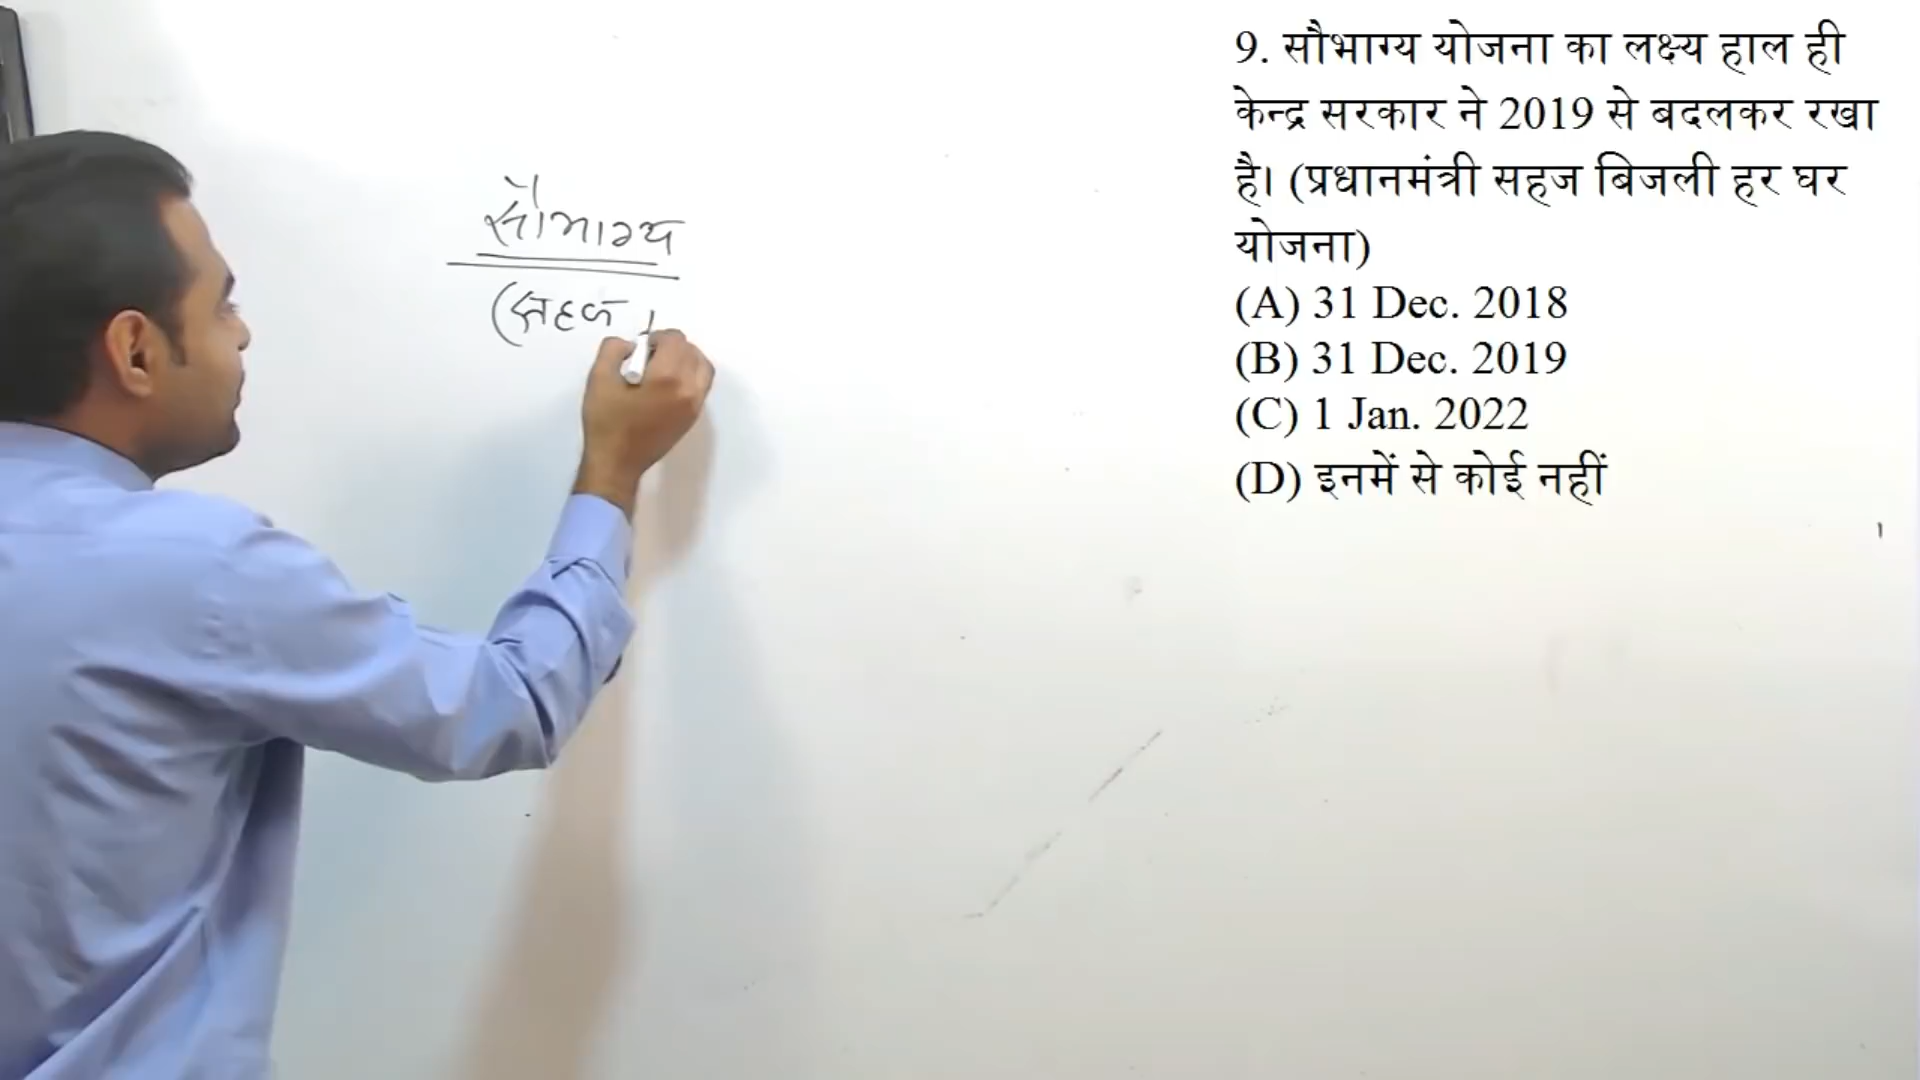 9. सौभाग्य योजना का लक्ष्य हाल ही
केन्द्र सरकार ने 2019 से बदलकर रखा
है। (प्रधानमंत्री सहज बिजली हर घर
योजना)
(A) 31 Dec. 2018
(B) 31 Dec. 2019
(C) 1 Jan. 2022
(D) इनमें से कोई नहीं
सौभाग्य
(सहज